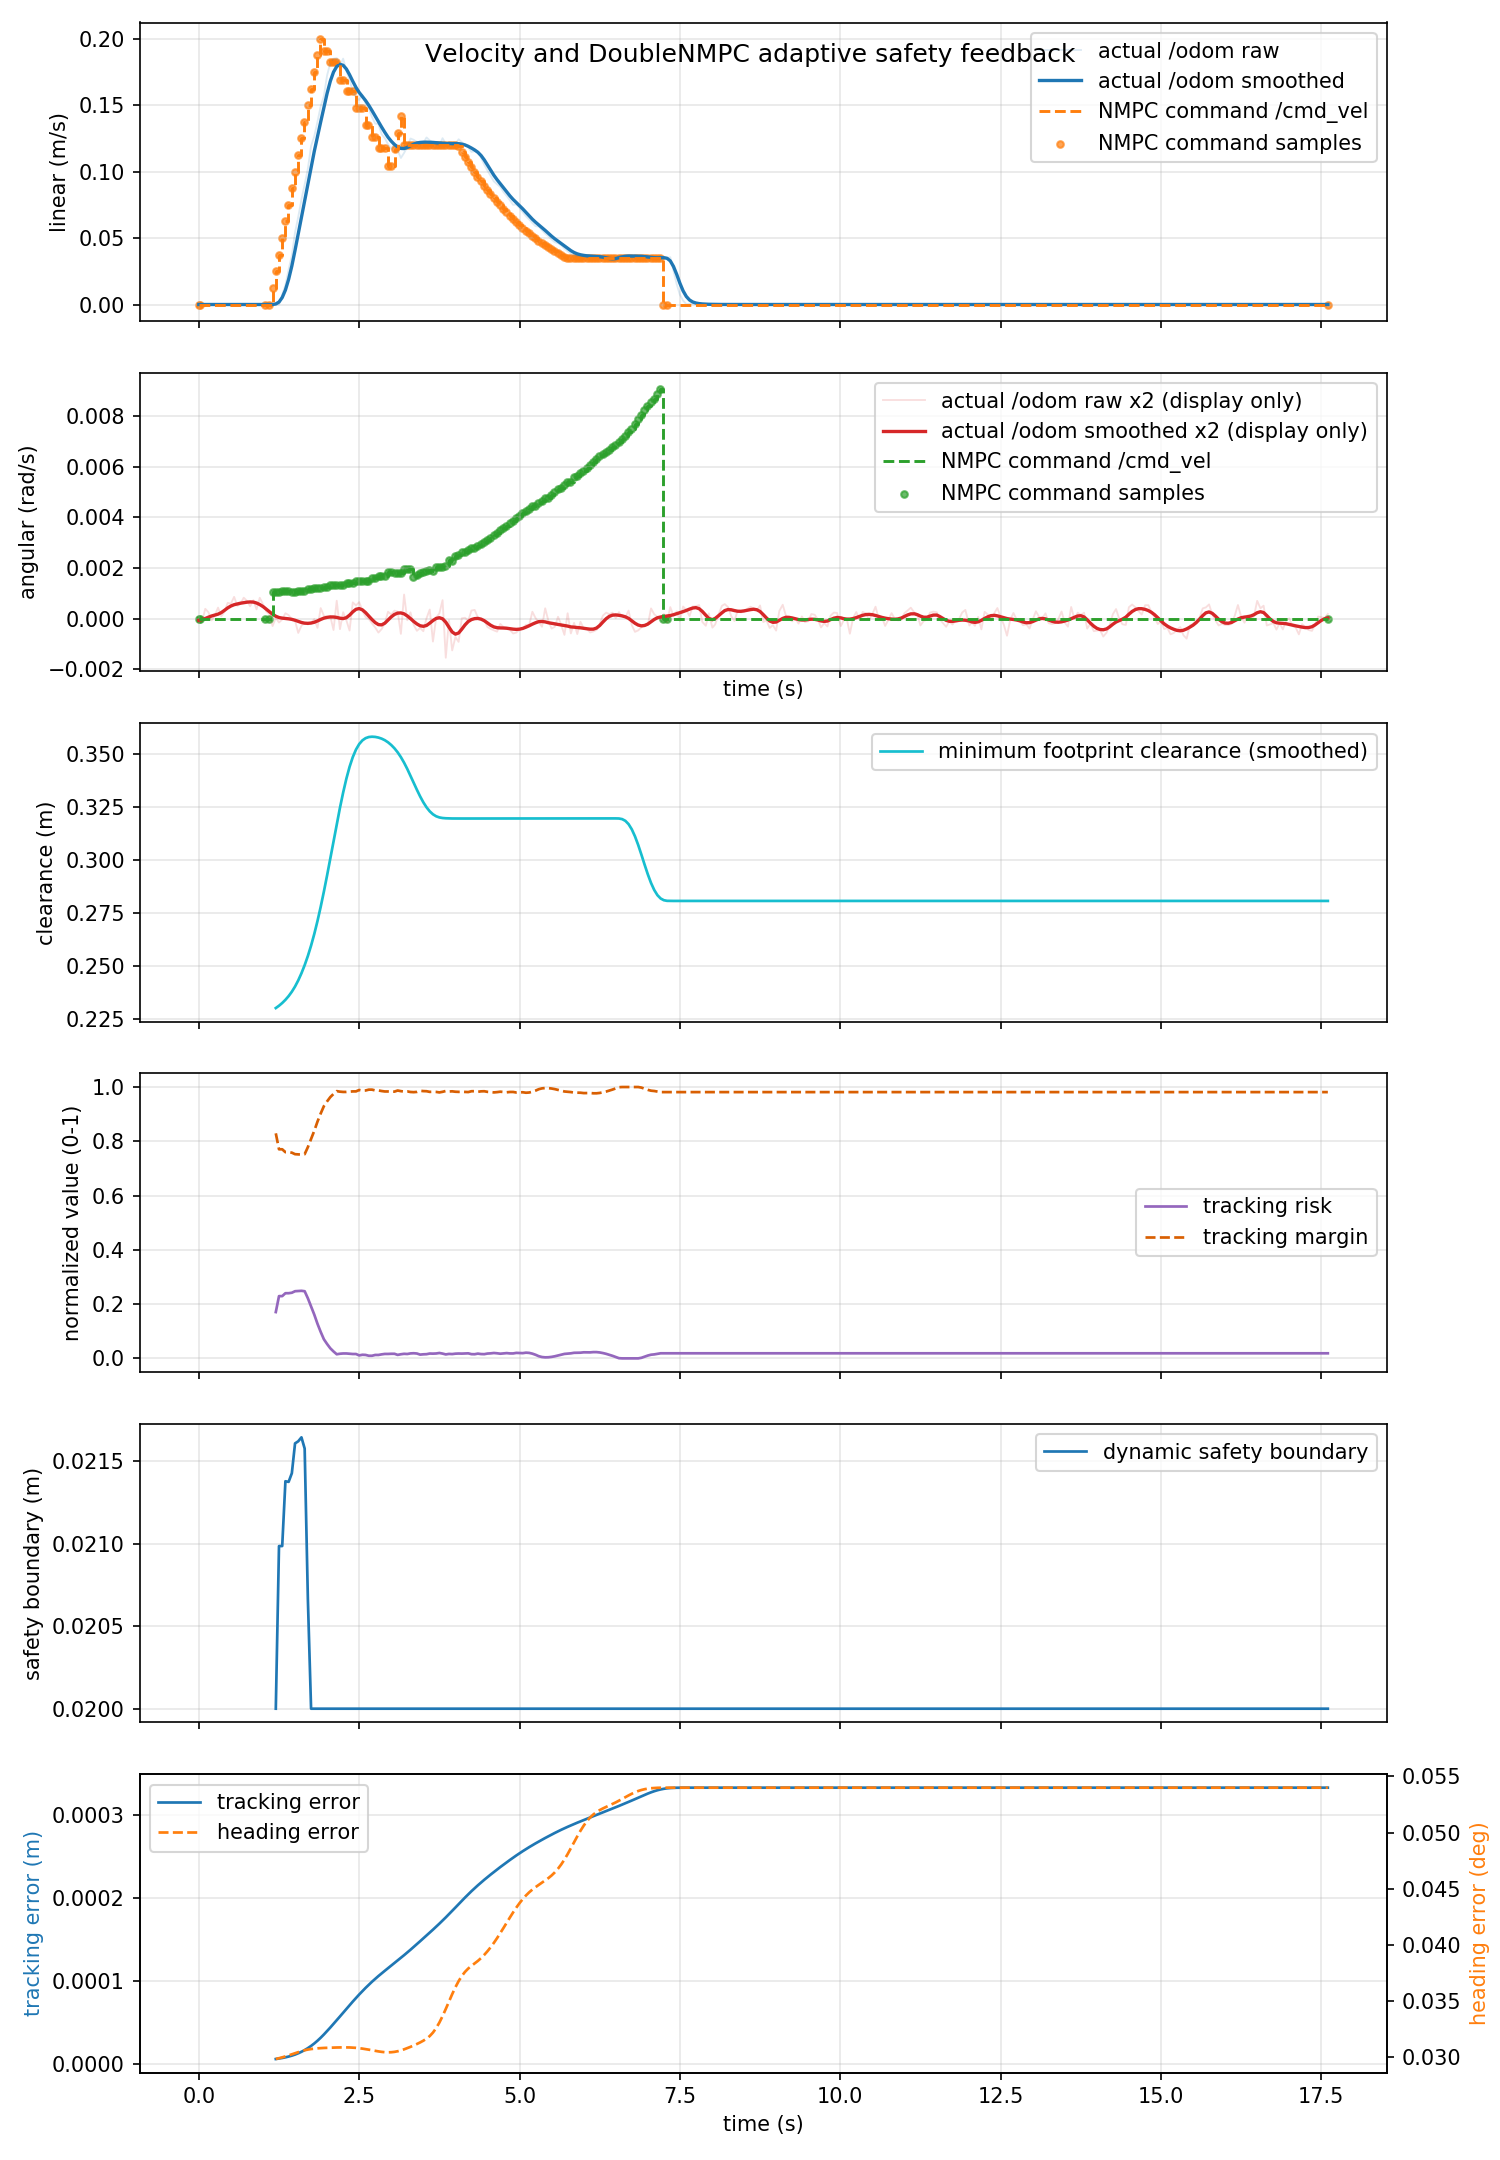 Velocity and DoubleNMPC adaptive safety feedback
actual /odom raw
actual /odom smoothed
NMPC command /cmd_vel
NMPC command samples
linear (m/s)
0.20
0.15
0.10
0.05
0.00
actual /odom raw x2 (display only)
actual /odom smoothed x2 (display only)
NMPC command /cmd_vel
NMPC command samples
angular (rad/s)
0.008
0.006
0.004
0.002
0.000
−0.002
time (s)
minimum footprint clearance (smoothed)
clearance (m)
0.350
0.325
0.300
0.275
0.250
0.225
tracking risk
tracking margin
normalized value (0-1)
1.0
0.8
0.6
0.4
0.2
0.0
dynamic safety boundary
safety boundary (m)
0.0215
0.0210
0.0205
0.0200
tracking error
heading error
tracking error (m)
0.0003
0.0002
0.0001
0.0000
heading error (deg)
0.055
0.050
0.045
0.040
0.035
0.030
0.0 2.5 5.0 7.5 10.0 12.5 15.0 17.5
time (s)